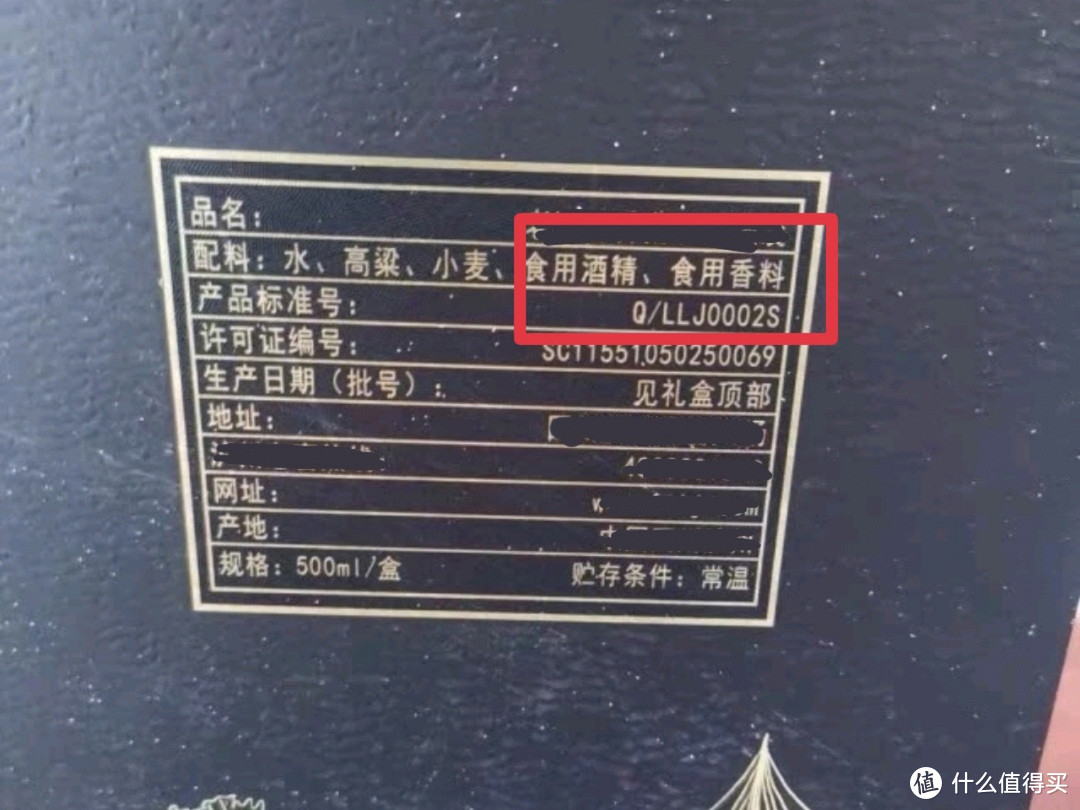 品名：
配料：水、高粱、小麦、食用酒精、食用香料
产品标准号： Q/LLJ0002S
许可证编号： SC11551050250069
生产日期（批号）： 见礼盒顶部
地址：
网址：
产地：
规格：500ml/盒 贮存条件：常温
值 什么值得买